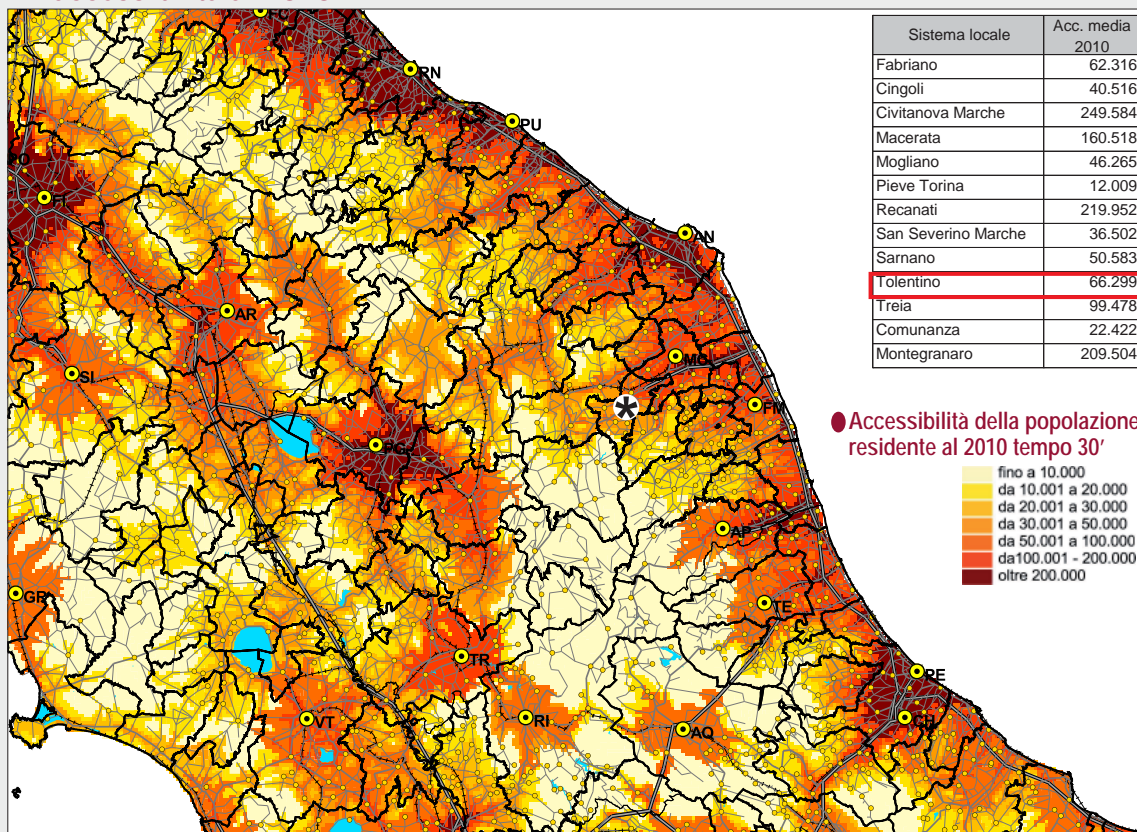 Sistema locale Acc. media 2010
Fabriano 62.316
Cingoli 40.516
Civitanova Marche 249.584
Macerata 160.518
Mogliano 46.265
Pieve Torina 12.009
Recanati 219.952
San Severino Marche 36.502
Sarnano 50.583
Tolentino 66.299
Treia 99.478
Comunanza 22.422
Montegranaro 209.504
Accessibilità della popolazione
residente al 2010 tempo 30'
fino a 10.000
da 10.001 a 20.000
da 20.001 a 30.000
da 30.001 a 50.000
da 50.001 a 100.000
da100.001 - 200.000
oltre 200.000
RN
PU
AN
FI
AR
SI
MC
FM
PG
AP
GR
TE
TR
PE
VT
RI
AQ
CH